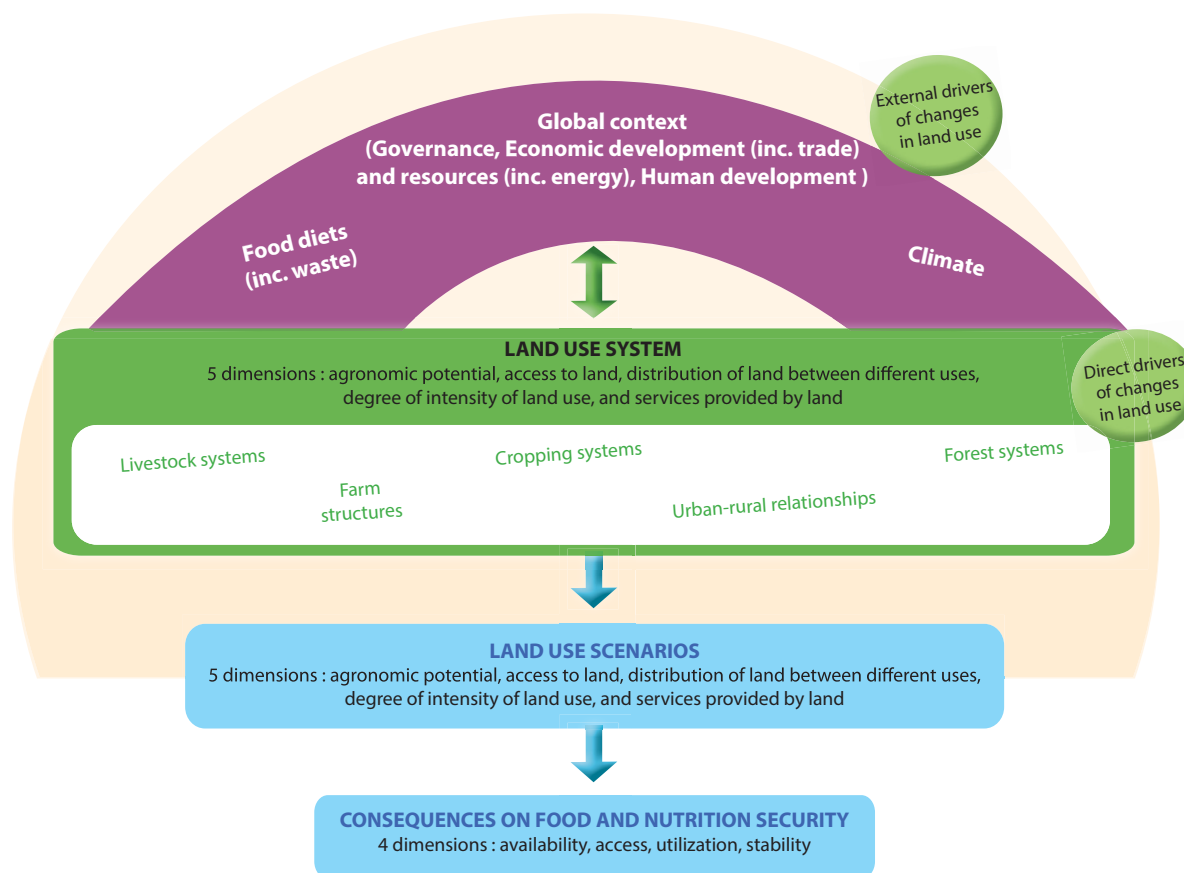 External drivers
of changes
in land use
Global context
(Governance, Economic development (inc. trade)
and resources (inc. energy), Human development )
Food diets
(inc. waste)
Climate
LAND USE SYSTEM
5 dimensions : agronomic potential, access to land, distribution of land between different uses,
degree of intensity of land use, and services provided by land
Direct drivers
of changes
in land use
Livestock systems
Cropping systems
Forest systems
Farm
structures
Urban-rural relationships
LAND USE SCENARIOS
5 dimensions : agronomic potential, access to land, distribution of land between different uses,
degree of intensity of land use, and services provided by land
CONSEQUENCES ON FOOD AND NUTRITION SECURITY
4 dimensions : availability, access, utilization, stability